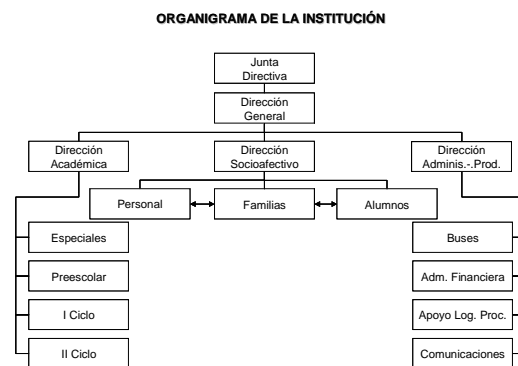 ORGANIGRAMA DE LA INSTITUCIÓN
Junta
Directiva
Dirección
General
Dirección
Académica
Dirección
Socioafectivo
Dirección
Adminis.-.Prod.
Personal
Familias
Alumnos
Especiales
Buses
Preescolar
Adm. Financiera
I Ciclo
Apoyo Log. Proc.
II Ciclo
Comunicaciones